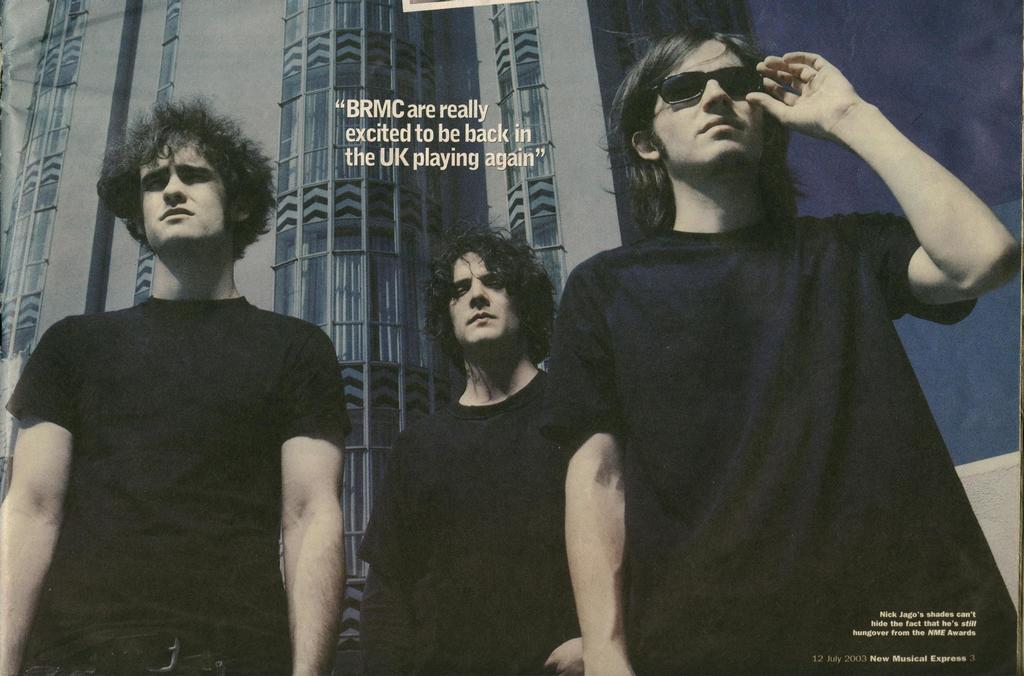 “BRMC are really
excited to be back in
the UK playing again”
Nick Jago's shades can't
hide the fact that he's still
hungover from the NME Awards
12 July 2003 New Musical Express 3